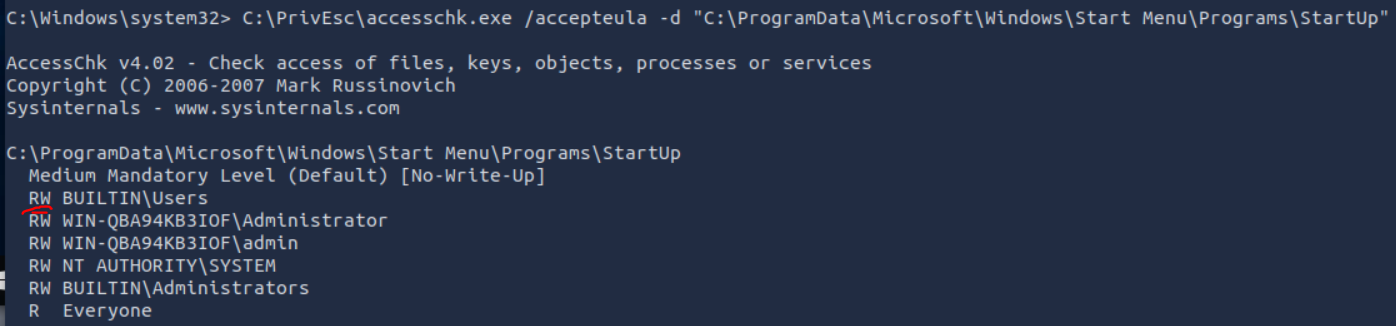 C:\Windows\system32> C:\PrivEsc\accesschk.exe /accepteula -d "C:\ProgramData\Microsoft\Windows\Start Menu\Programs\StartUp"
AccessChk v4.02 - Check access of files, keys, objects, processes or services
Copyright (C) 2006-2007 Mark Russinovich
Sysinternals - www.sysinternals.com
C:\ProgramData\Microsoft\Windows\Start Menu\Programs\StartUp
Medium Mandatory Level (Default) [No-Write-Up]
RW BUILTIN\Users
RW WIN-QBA94KB3IOF\Administrator
RW WIN-QBA94KB3IOF\admin
RW NT AUTHORITY\SYSTEM
RW BUILTIN\Administrators
R Everyone